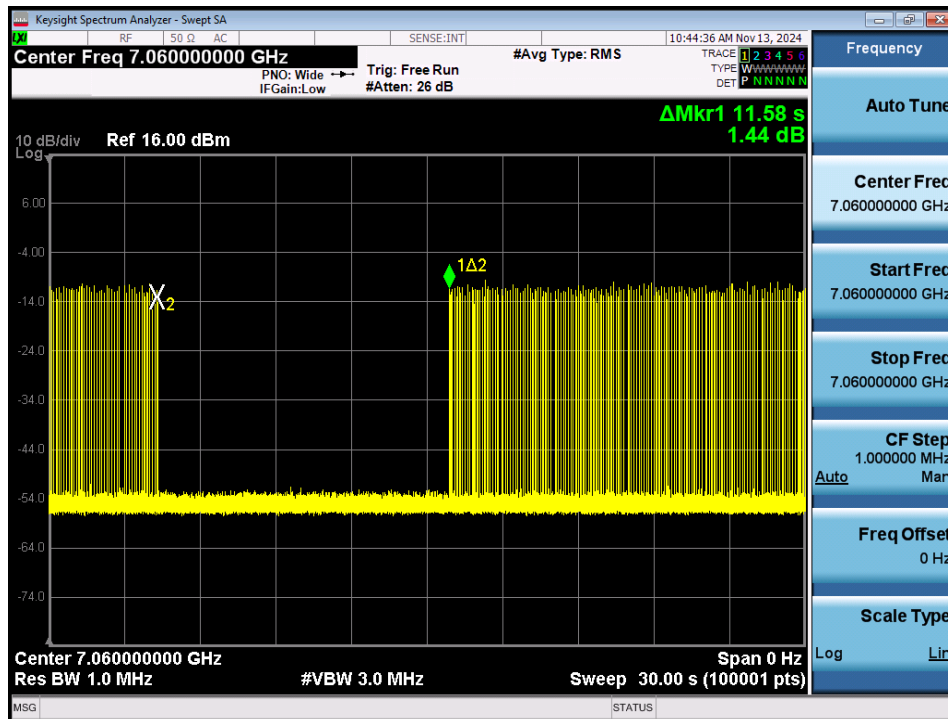 Keysight Spectrum Analyzer - Swept SA
LXI RF 50 Ω AC SENSE:INT 10:44:36 AM Nov 13, 2024
Center Freq 7.060000000 GHz
PNO: Wide
IFGain:Low
Trig: Free Run
#Atten: 26 dB
#Avg Type: RMS
TRACE 1 2 3 4 5 6
TYPE WWWWWW
DET P N N N N N
ΔMkr1 11.58 s
1.44 dB
10 dB/div Ref 16.00 dBm
Log
6.00
-4.00
-14.0
-24.0
-34.0
-44.0
-54.0
-64.0
-74.0
1Δ2
X2
Center 7.060000000 GHz Span 0 Hz
Res BW 1.0 MHz #VBW 3.0 MHz Sweep 30.00 s (100001 pts)
MSG STATUS
Frequency
Auto Tune
Center Freq
7.060000000 GHz
Start Freq
7.060000000 GHz
Stop Freq
7.060000000 GHz
CF Step
1.000000 MHz
Auto Man
Freq Offset
0 Hz
Scale Type
Log Lin